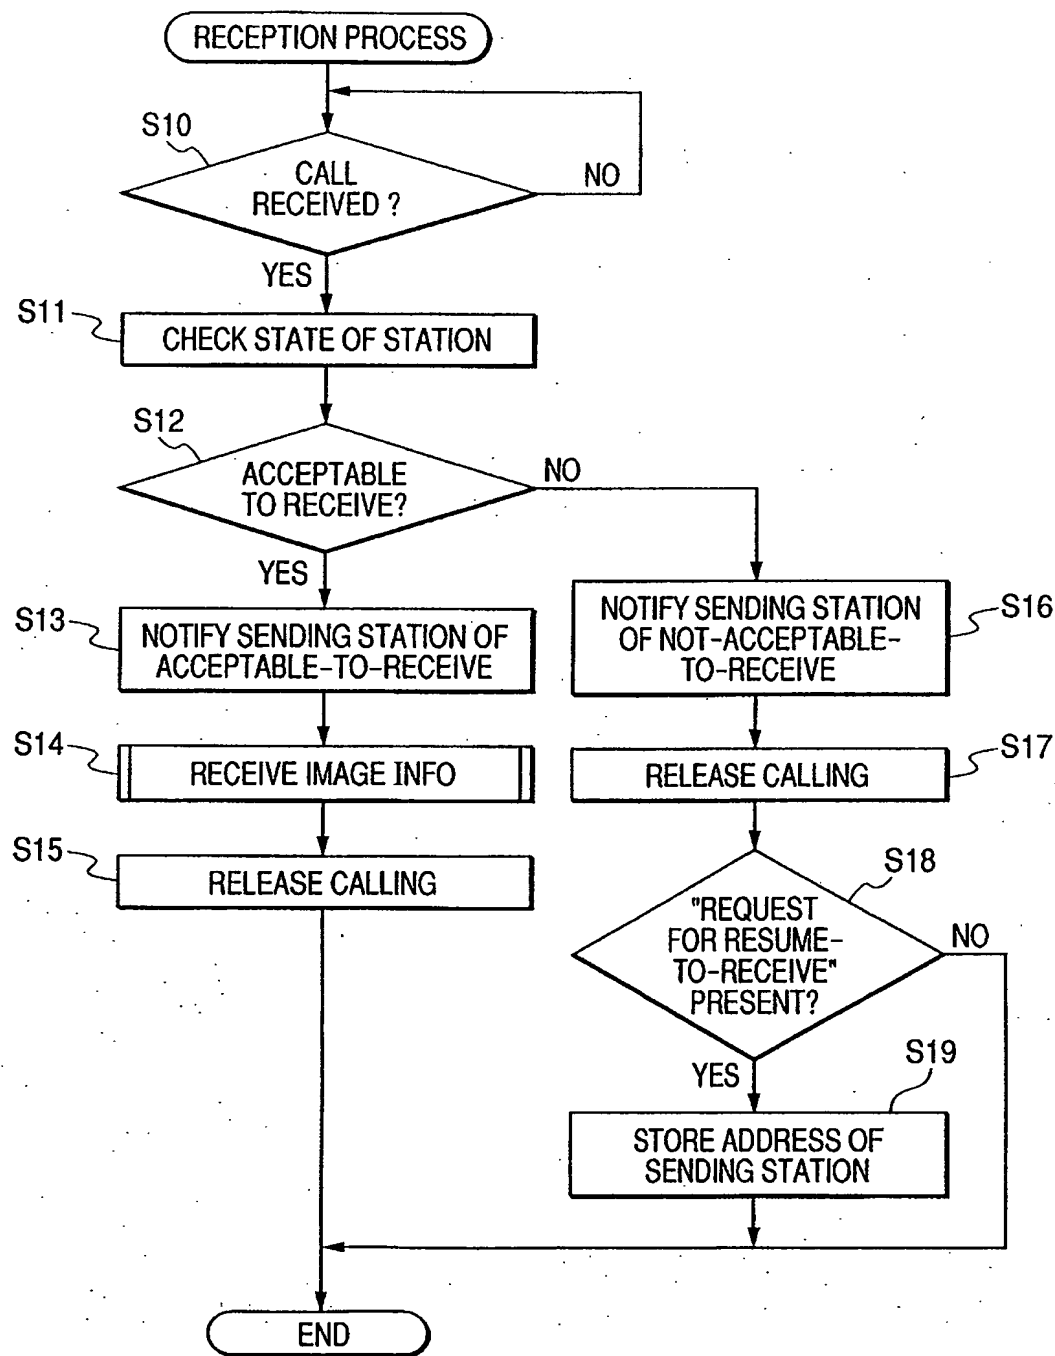 RECEPTION PROCESS
S10
CALL
RECEIVED ?
NO
YES
S11
CHECK STATE OF STATION
S12
ACCEPTABLE
TO RECEIVE?
NO
YES
S13
NOTIFY SENDING STATION OF
ACCEPTABLE-TO-RECEIVE
S16
NOTIFY SENDING STATION
OF NOT-ACCEPTABLE-
TO-RECEIVE
S14
RECEIVE IMAGE INFO
S17
RELEASE CALLING
S15
RELEASE CALLING
S18
"REQUEST
FOR RESUME-
TO-RECEIVE"
PRESENT?
NO
YES
S19
STORE ADDRESS OF
SENDING STATION
END